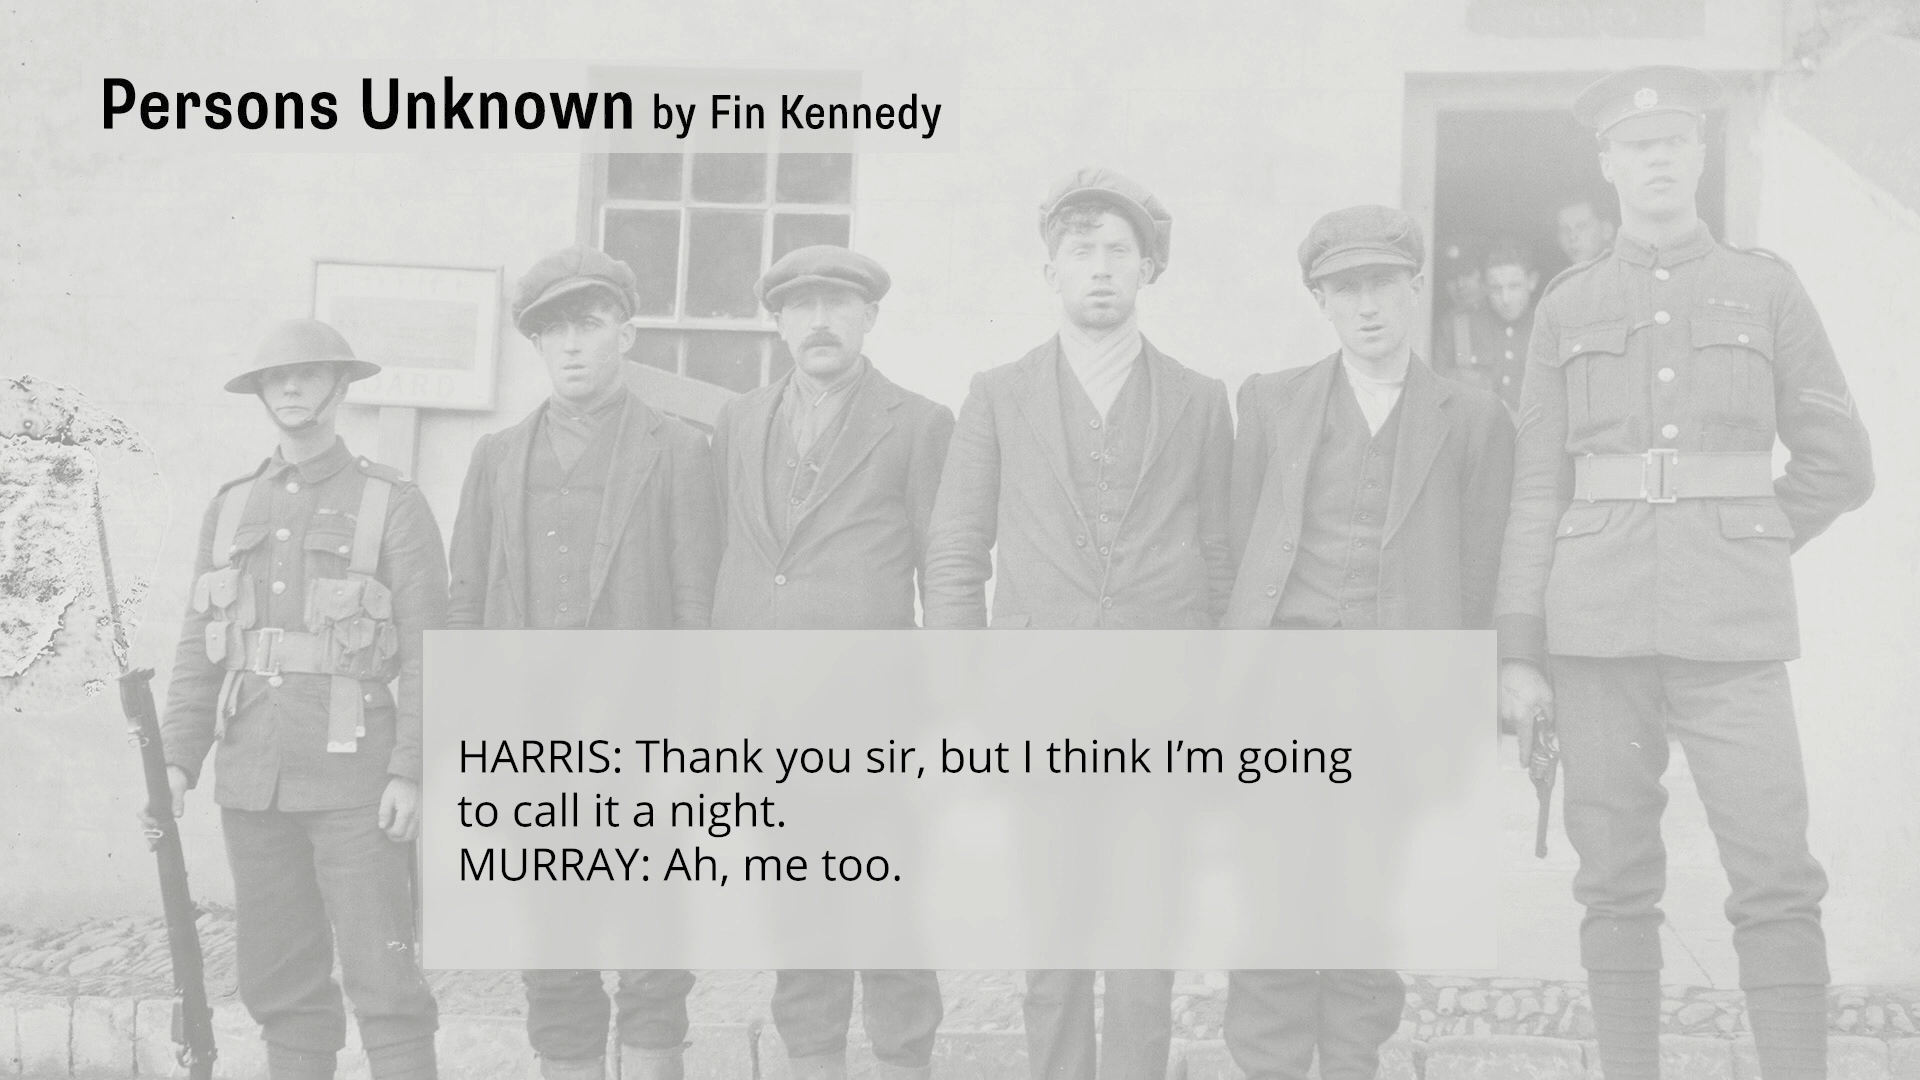 Persons Unknown by Fin Kennedy
ARD
HARRIS: Thank you sir, but I think I’m going
to call it a night.
MURRAY: Ah, me too.